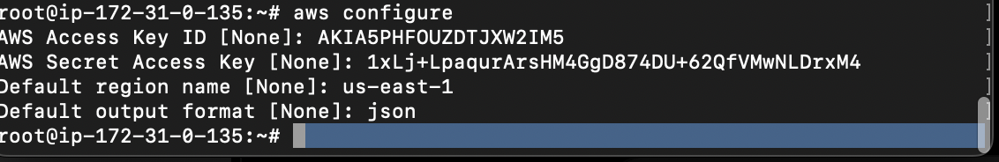 root@ip-172-31-0-135:~# aws configure
AWS Access Key ID [None]: AKIA5PHFOUZDTJXW2IM5
AWS Secret Access Key [None]: 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
Default region name [None]: us-east-1
Default output format [None]: json
root@ip-172-31-0-135:~#